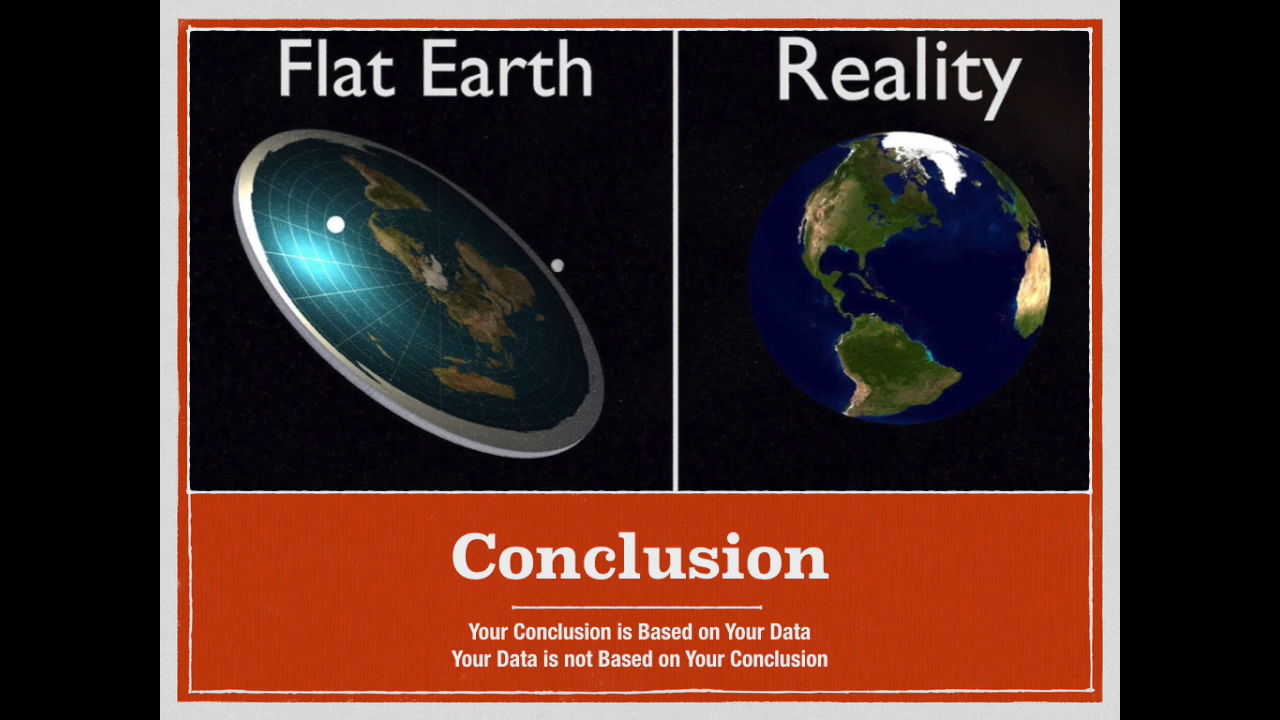 Flat Earth
Reality
Conclusion
Your Conclusion is Based on Your Data
Your Data is not Based on Your Conclusion